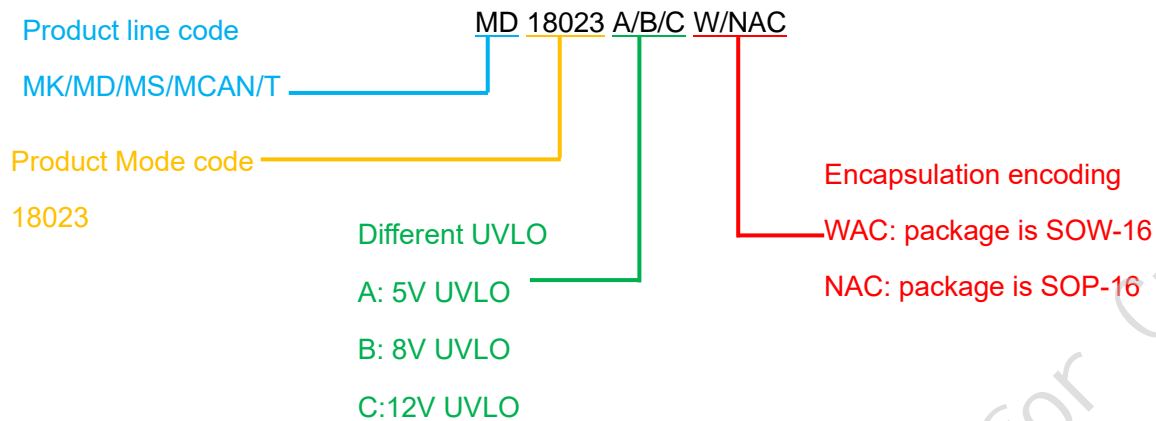 MD 18023 A/B/C W/NAC
Product line code
MK/MD/MS/MCAN/T
Product Mode code
18023
Different UVLO
A: 5V UVLO
B: 8V UVLO
C:12V UVLO
Encapsulation encoding
WAC: package is SOW-16
NAC: package is SOP-16
for